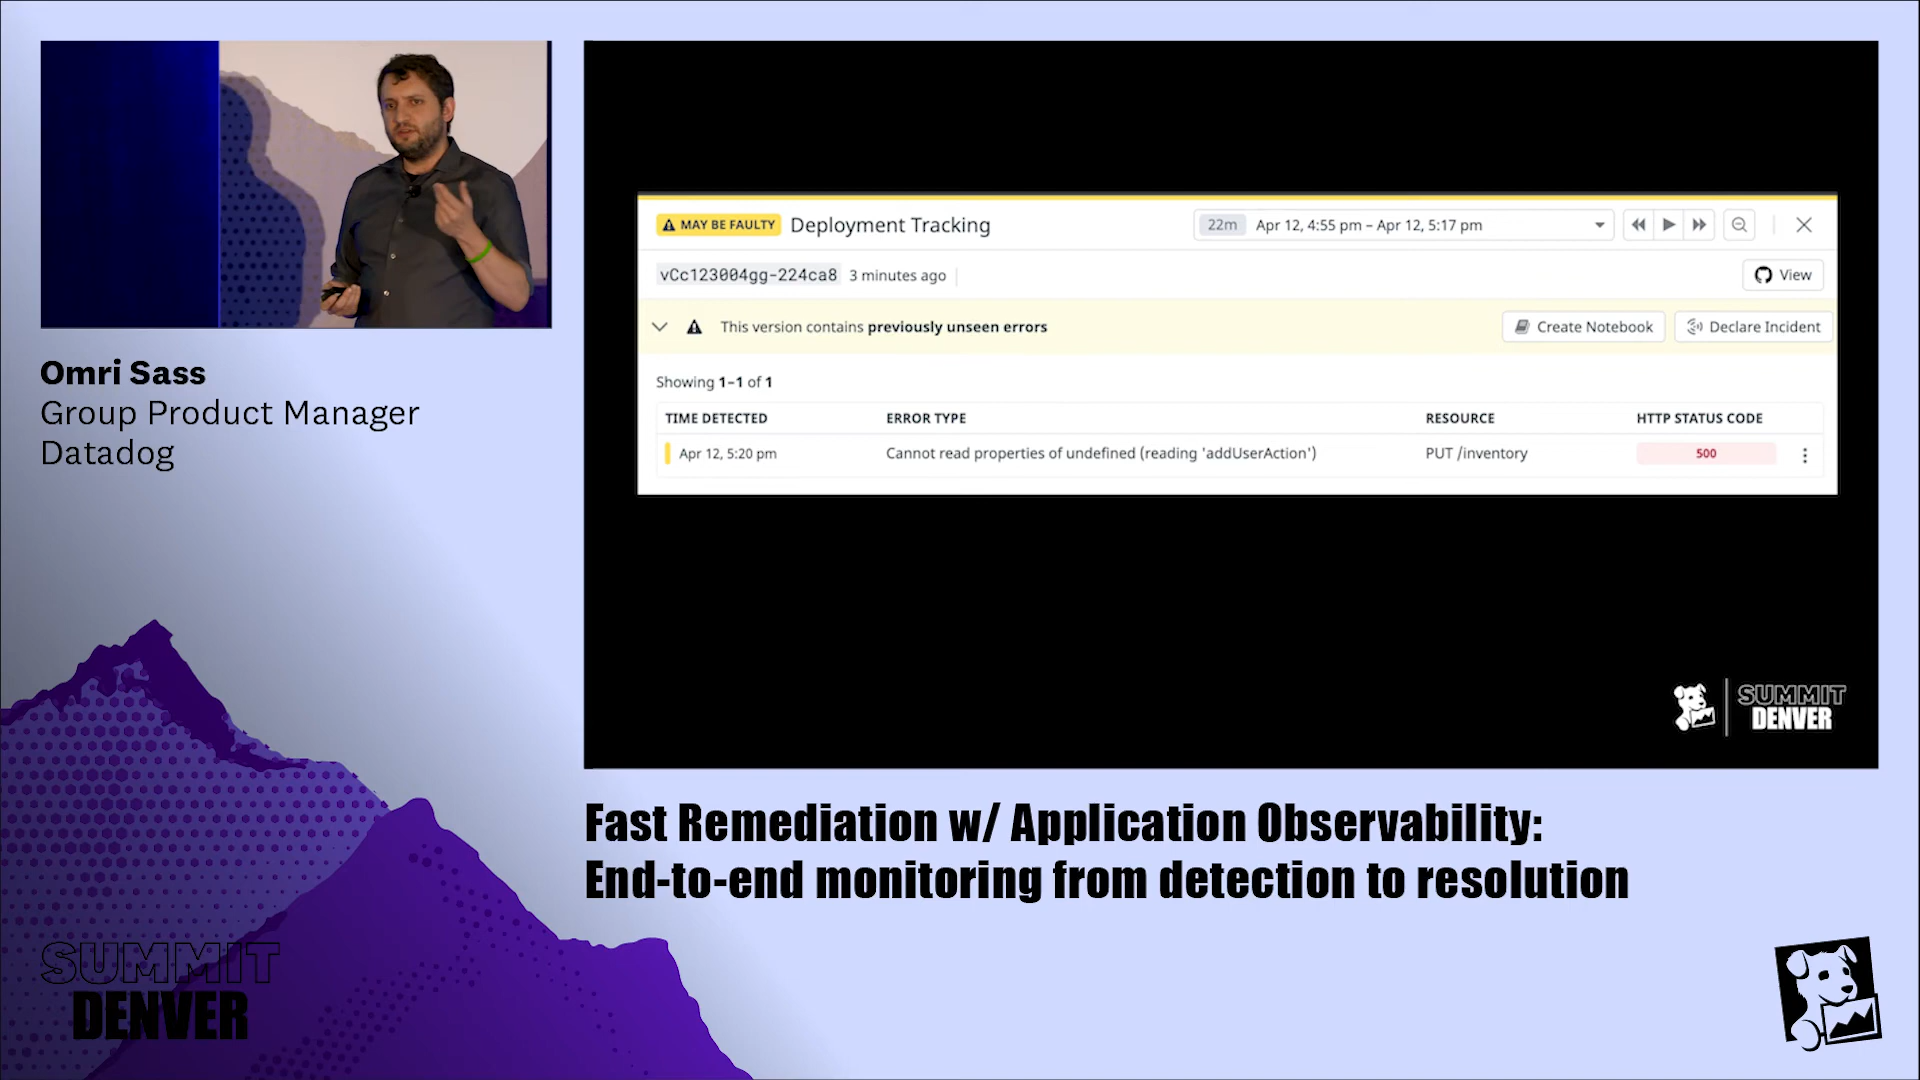 Omri Sass
Group Product Manager
Datadog
MAY BE FAULTY Deployment Tracking 22m Apr 12, 4:55 pm – Apr 12, 5:17 pm
vCc123004gg-224ca8 3 minutes ago View
This version contains previously unseen errors Create Notebook Declare Incident
Showing 1–1 of 1
TIME DETECTED ERROR TYPE RESOURCE HTTP STATUS CODE
Apr 12, 5:20 pm Cannot read properties of undefined (reading 'addUserAction') PUT /inventory 500
SUMMIT
DENVER
Fast Remediation w/ Application Observability:
End-to-end monitoring from detection to resolution
SUMMIT
DENVER